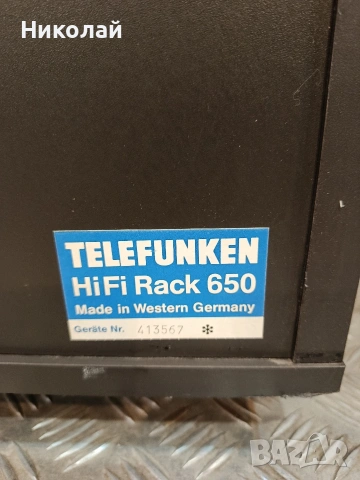 Николай
TELEFUNKEN
HiFi Rack 650
Made in Western Germany
Geräte Nr. 413567 ✻
BAZAR